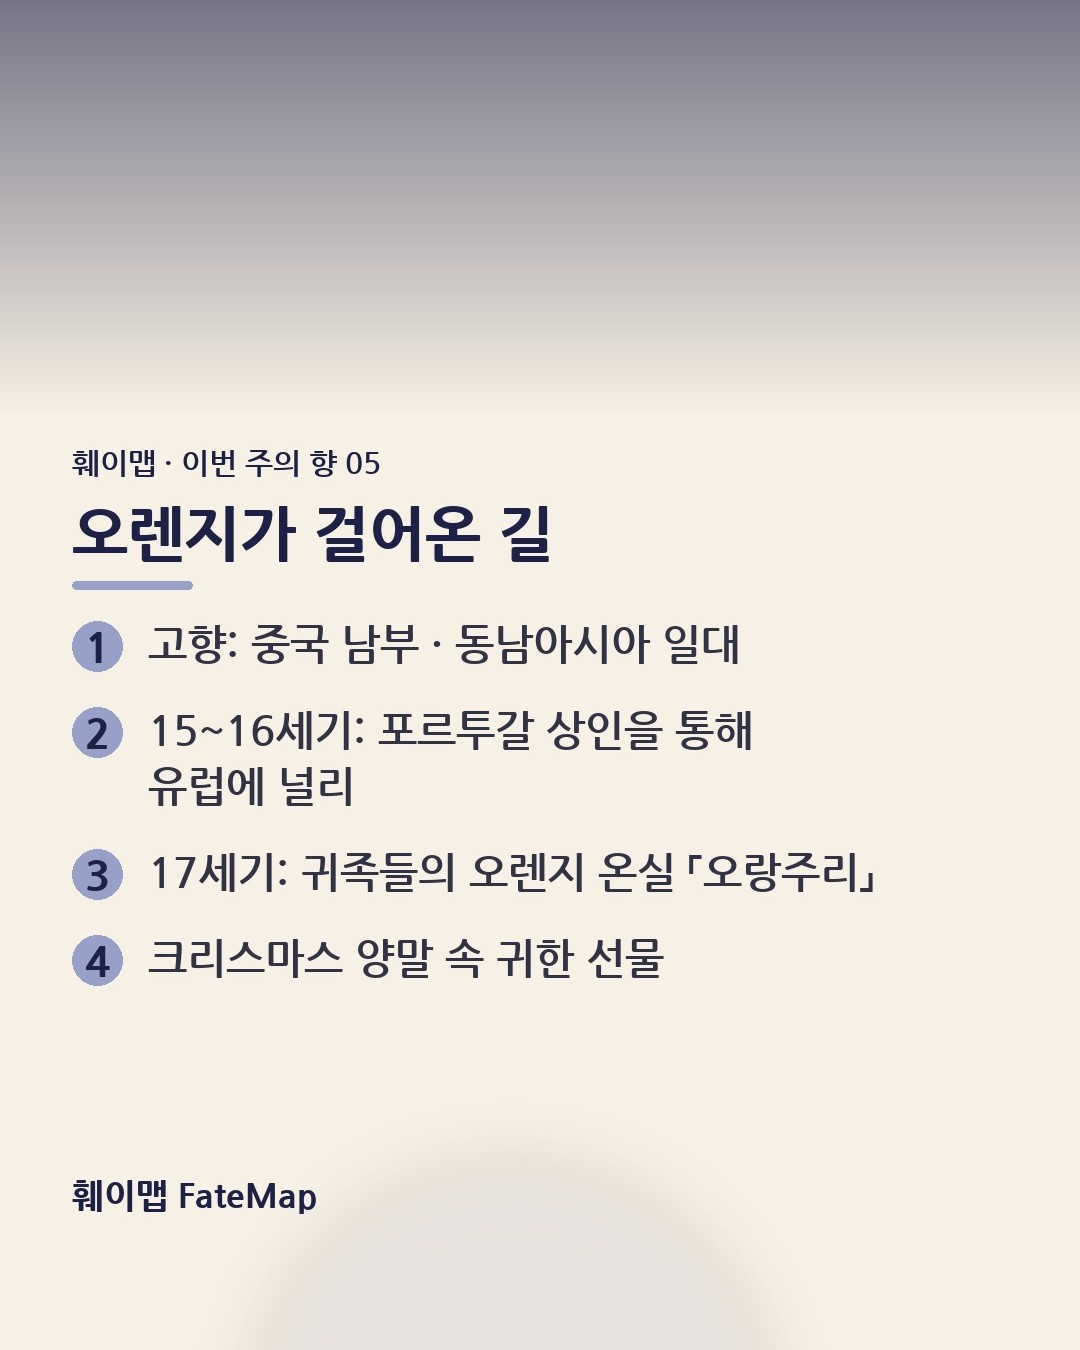 훼이맵 · 이번 주의 향 05
오렌지가 걸어온 길
1 고향: 중국 남부 · 동남아시아 일대
2 15~16세기: 포르투갈 상인을 통해
유럽에 널리
3 17세기: 귀족들의 오렌지 온실 「오랑주리」
4 크리스마스 양말 속 귀한 선물
훼이맵 FateMap